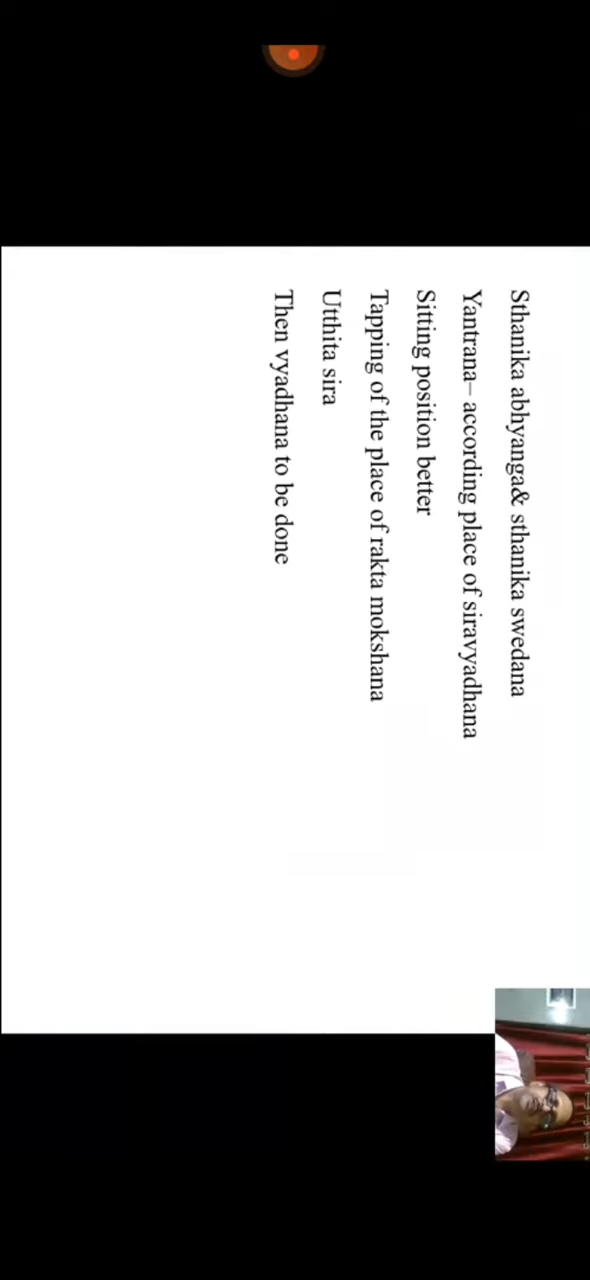 Sthanika abhyanga& sthanika swedana
Yantrana– according place of siravyadhana
Sitting position better
Tapping of the place of rakta mokshana
Utthita sira
Then vyadhana to be done